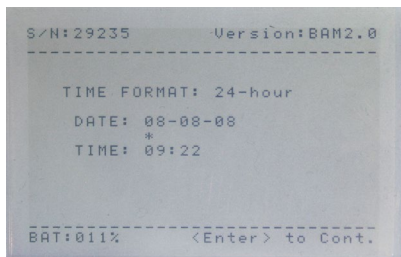 S/N:29235 Version:BAM2.0
TIME FORMAT: 24-hour
DATE: 08-08-08
*
TIME: 09:22
BAT:011% <Enter> to Cont.